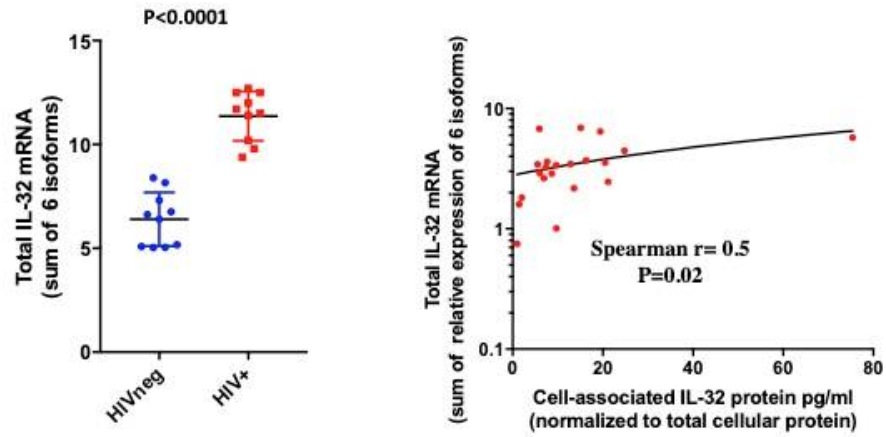 P<0.0001
Total IL-32 mRNA
(sum of 6 isoforms)
15
10
5
0
HIVneg
HIV+
Total IL-32 mRNA
(sum of relative expression of 6 isoforms)
10
1
0.1
Spearman r= 0.5
P=0.02
0
20
40
60
80
Cell-associated IL-32 protein pg/ml
(normalized to total cellular protein)